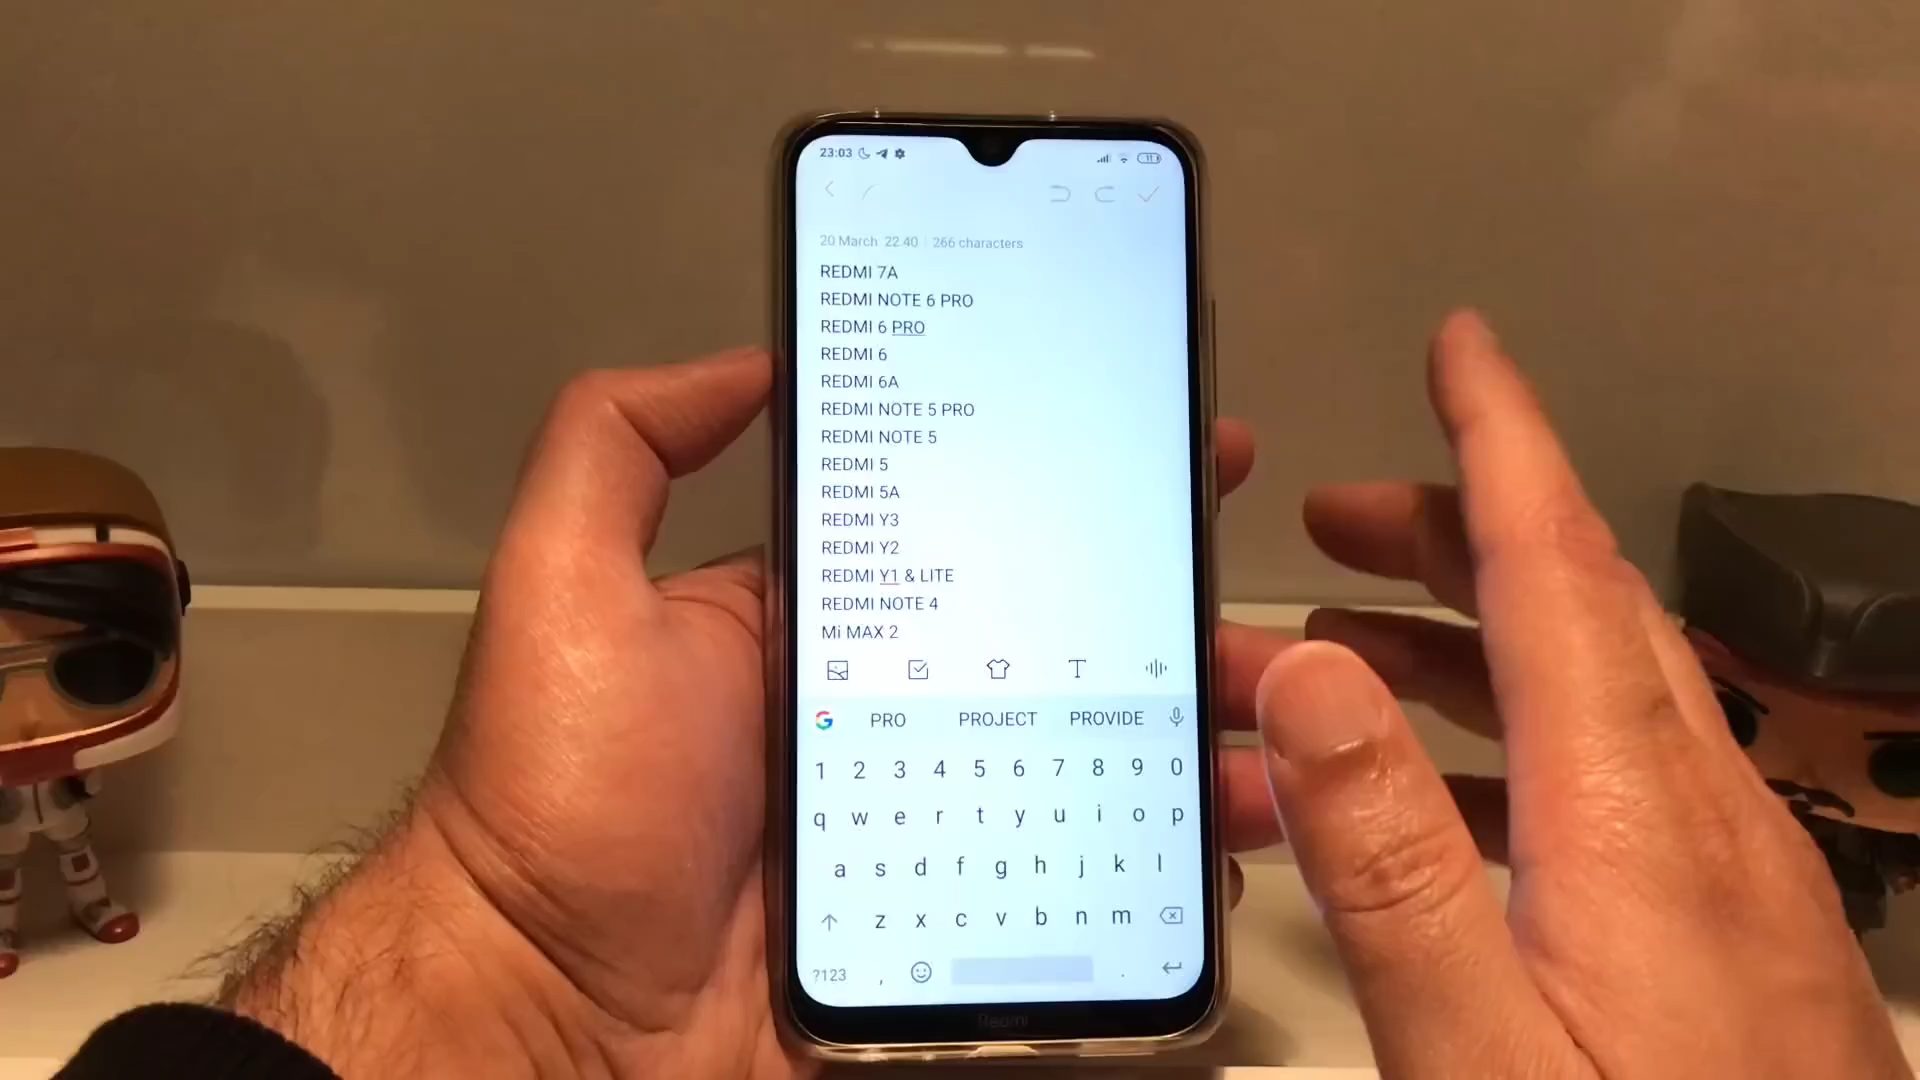 23:03
11
20 March 22.40 | 266 characters
REDMI 7A
REDMI NOTE 6 PRO
REDMI 6 PRO
REDMI 6
REDMI 6A
REDMI NOTE 5 PRO
REDMI NOTE 5
REDMI 5
REDMI 5A
REDMI Y3
REDMI Y2
REDMI Y1 & LITE
REDMI NOTE 4
Mi MAX 2
T
G PRO PROJECT PROVIDE
1 2 3 4 5 6 7 8 9 0
q w e r t y u i o p
a s d f g h j k l
z x c v b n m
?123 , .
Redmi